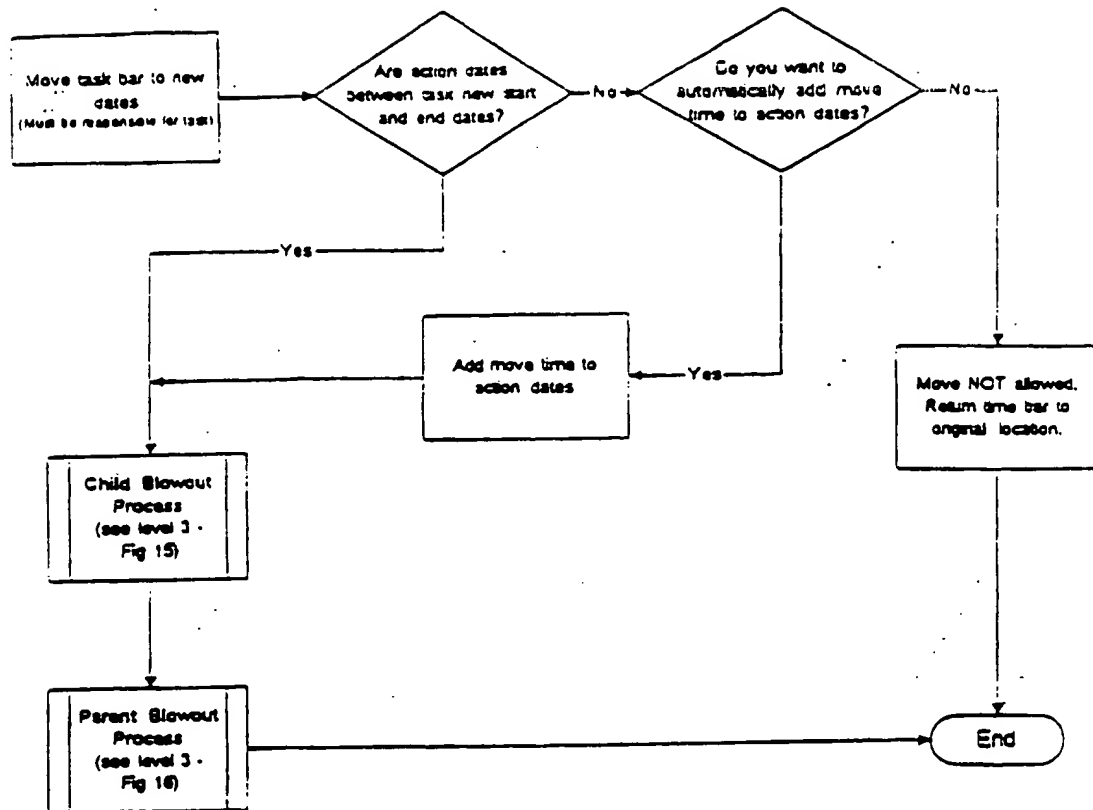 Move task bar to new
dates
(Must be responsible for task)
Are action dates
between task new start
and end dates?
No
Do you want to
automatically add move
time to action dates?
No
Yes
Add move time to
action dates
Yes
Move NOT allowed.
Return time bar to
original location.
Child Blowout
Process
(see level 3 -
Fig 15)
Parent Blowout
Process
(see level 3 -
Fig 16)
End